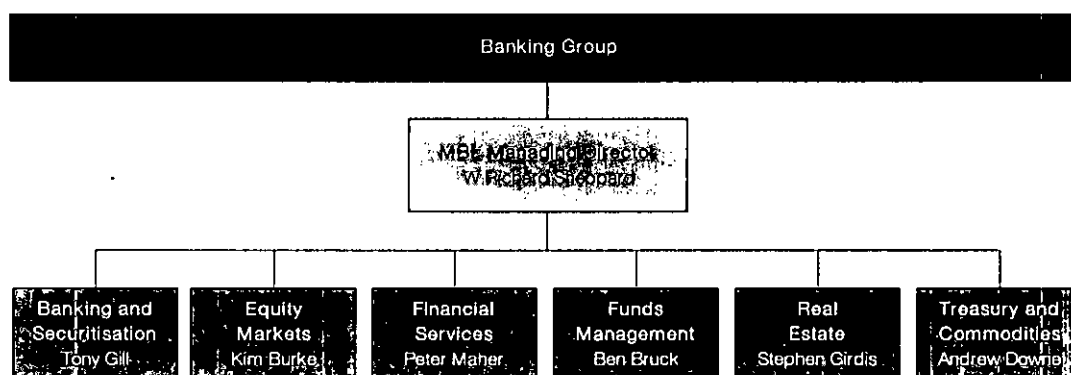 Banking Group
MBL Managing Director
W Richard Sheppard
Banking and
Securitisation
Tony Gill
Equity
Markets
Kim Burke
Financial
Services
Peter Maher
Funds
Management
Ben Bruck
Real
Estate
Stephen Girdis
Treasury and
Commodities
Andrew Downe